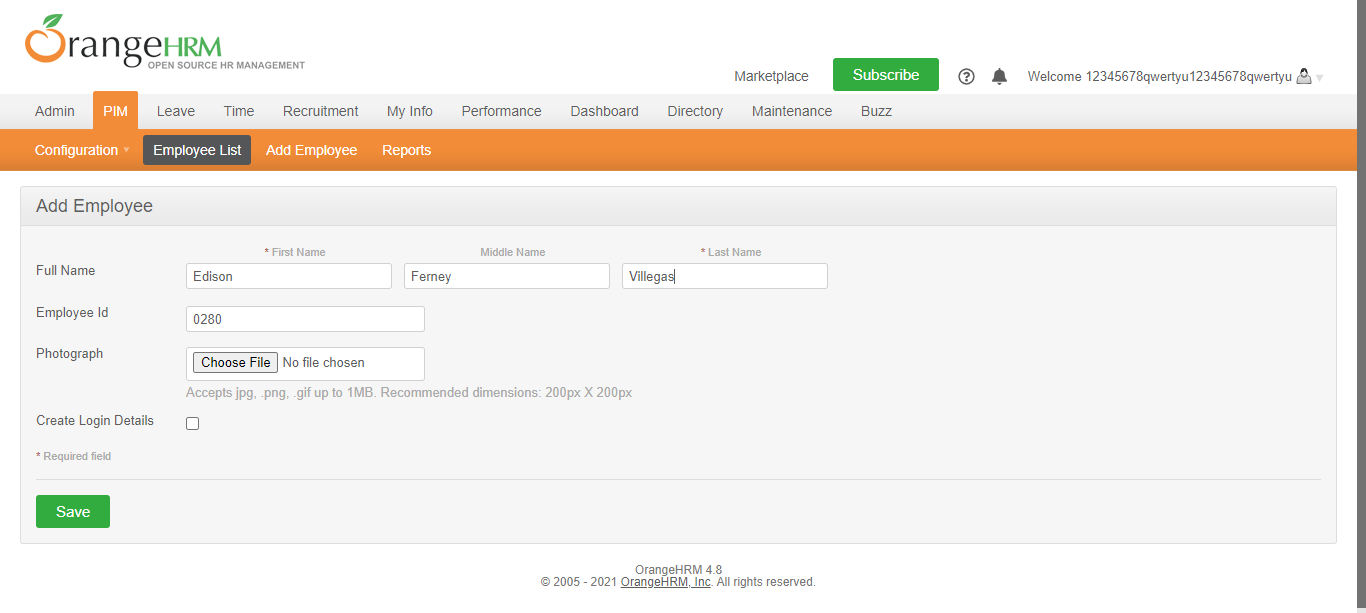 OrangeHRM
OPEN SOURCE HR MANAGEMENT
Marketplace Subscribe Welcome 12345678qwertyu12345678qwertyu
Admin PIM Leave Time Recruitment My Info Performance Dashboard Directory Maintenance Buzz
Configuration Employee List Add Employee Reports
Add Employee
* First Name Middle Name * Last Name
Full Name Edison Ferney Villegas
Employee Id 0280
Photograph Choose File No file chosen
Accepts jpg, .png, .gif up to 1MB. Recommended dimensions: 200px X 200px
Create Login Details
* Required field
Save
OrangeHRM 4.8
© 2005 - 2021 OrangeHRM, Inc. All rights reserved.